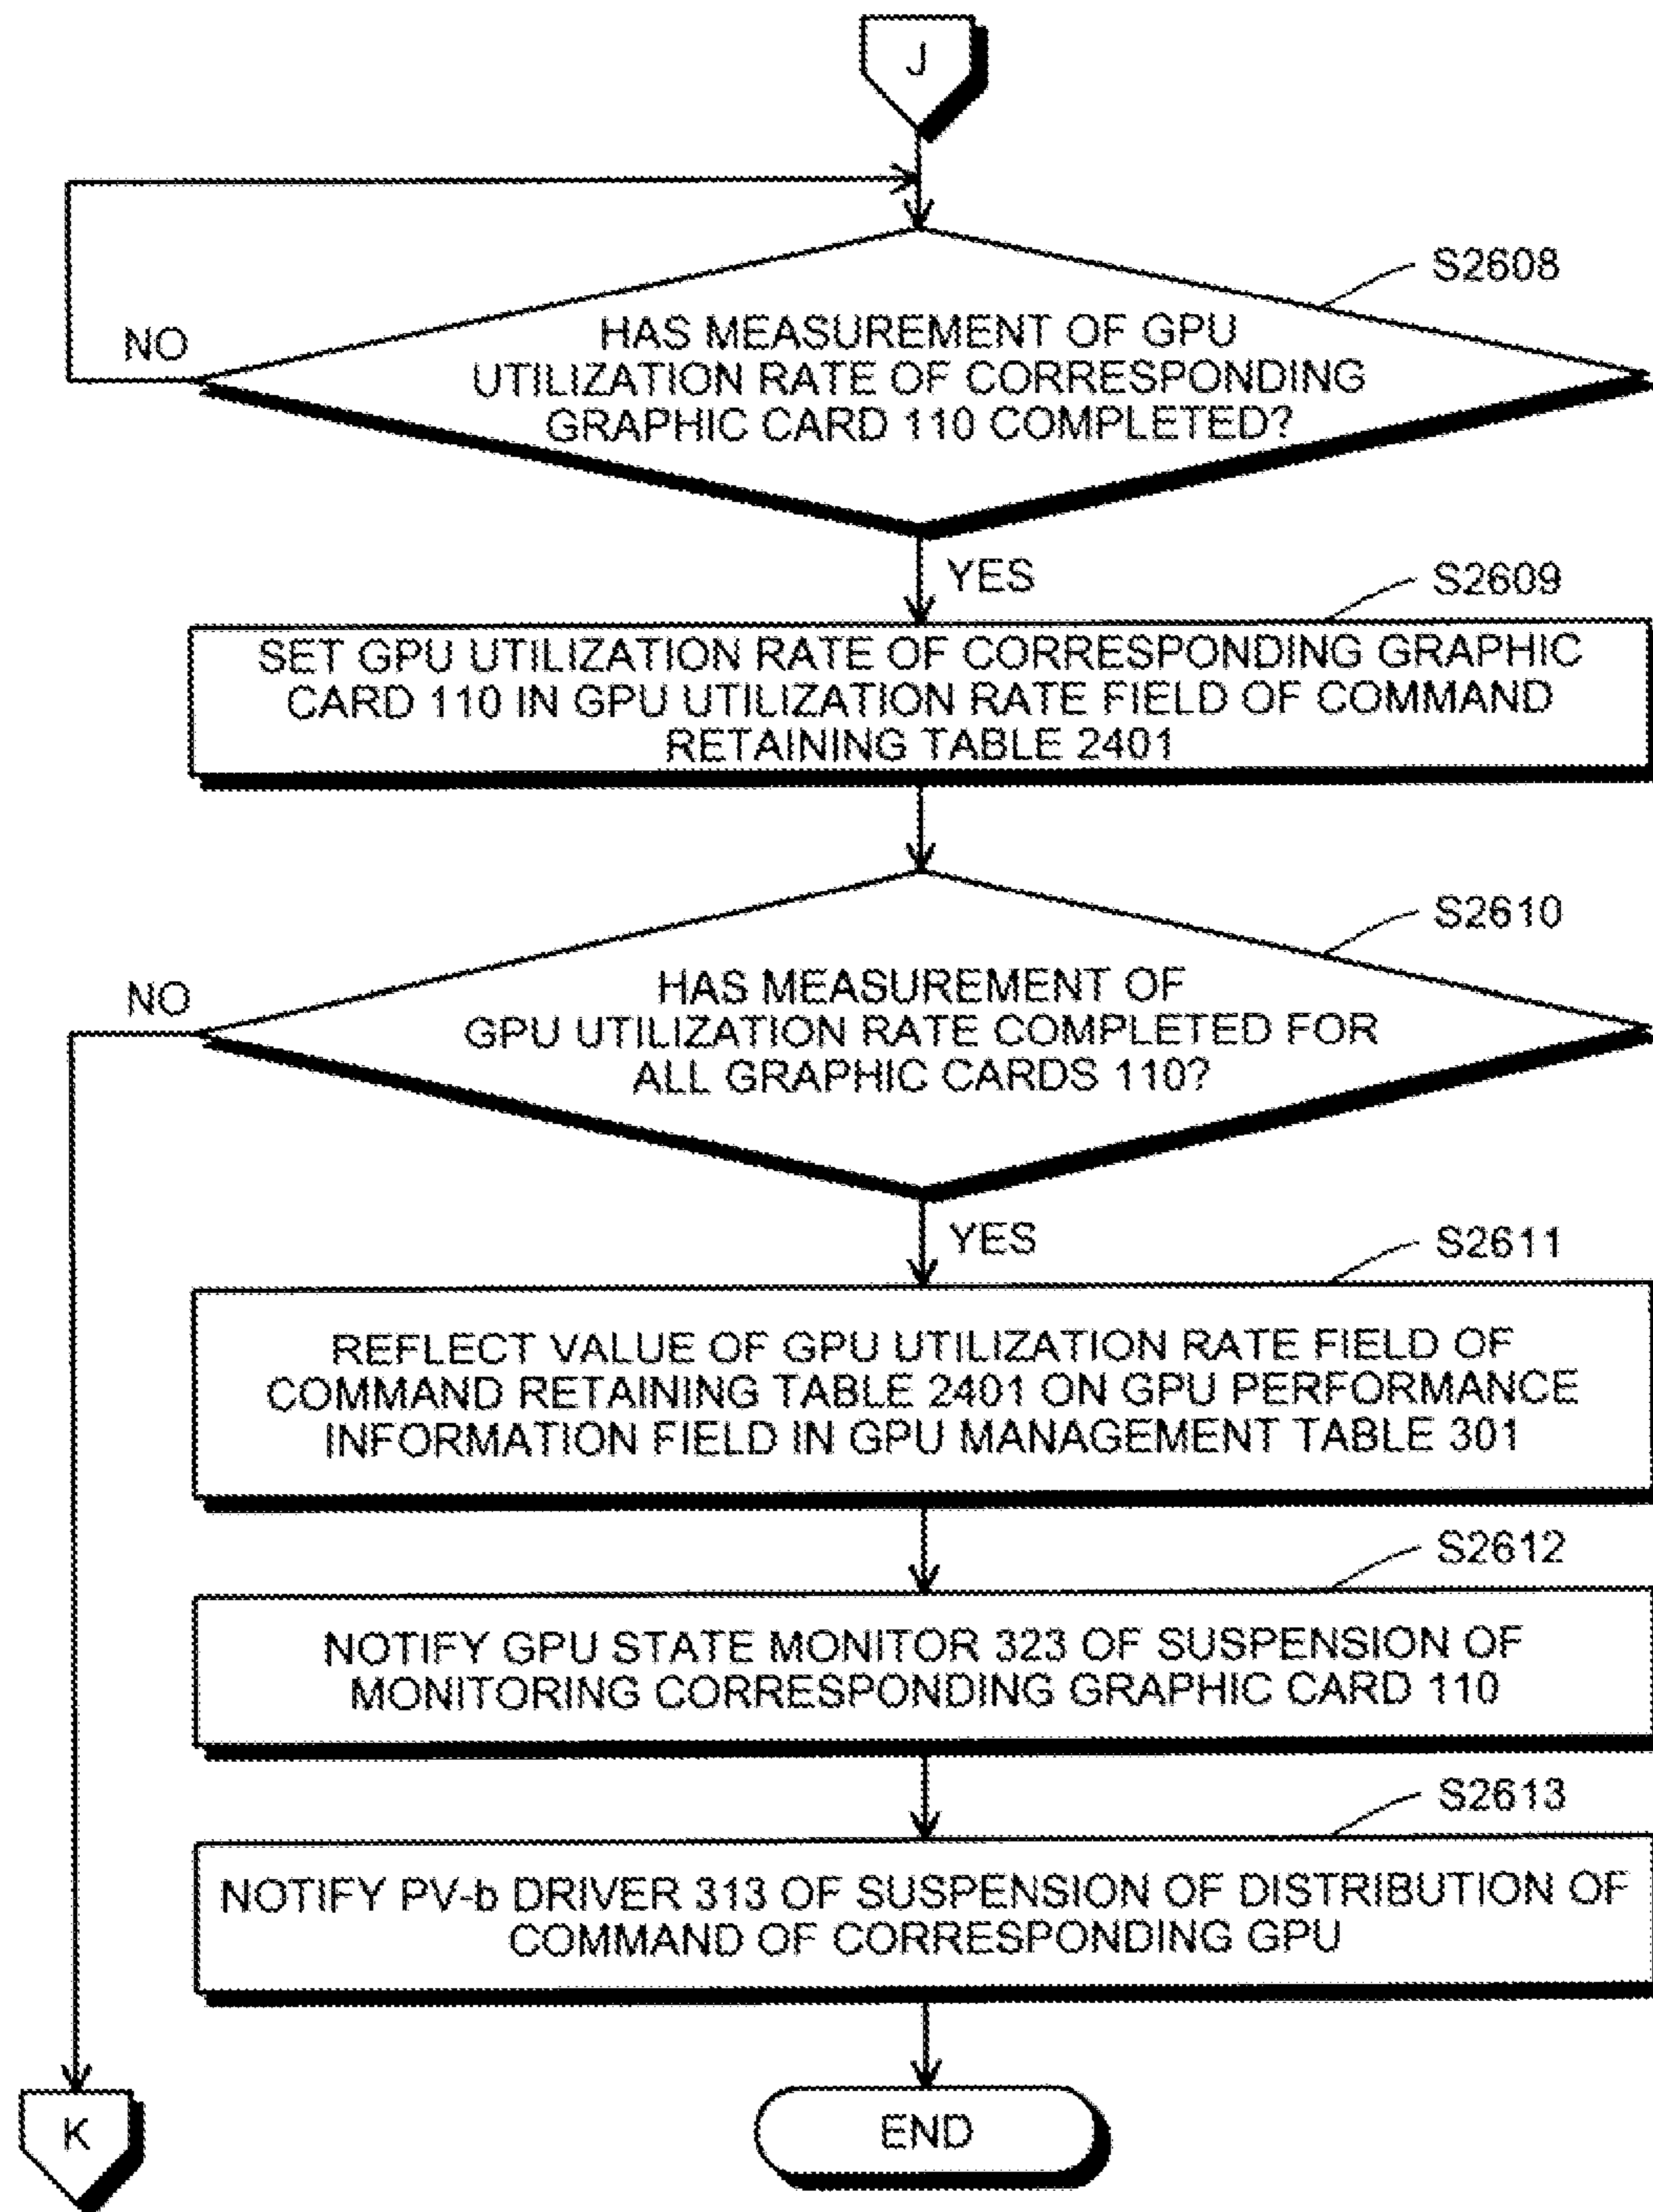 J
S2608
NO
HAS MEASUREMENT OF GPU
UTILIZATION RATE OF CORRESPONDING
GRAPHIC CARD 110 COMPLETED?
YES
S2609
SET GPU UTILIZATION RATE OF CORRESPONDING GRAPHIC
CARD 110 IN GPU UTILIZATION RATE FIELD OF COMMAND
RETAINING TABLE 2401
S2610
NO
HAS MEASUREMENT OF
GPU UTILIZATION RATE COMPLETED FOR
ALL GRAPHIC CARDS 110?
YES
S2611
REFLECT VALUE OF GPU UTILIZATION RATE FIELD OF
COMMAND RETAINING TABLE 2401 ON GPU PERFORMANCE
INFORMATION FIELD IN GPU MANAGEMENT TABLE 301
S2612
NOTIFY GPU STATE MONITOR 323 OF SUSPENSION OF
MONITORING CORRESPONDING GRAPHIC CARD 110
S2613
NOTIFY PV-b DRIVER 313 OF SUSPENSION OF DISTRIBUTION OF
COMMAND OF CORRESPONDING GPU
K
END